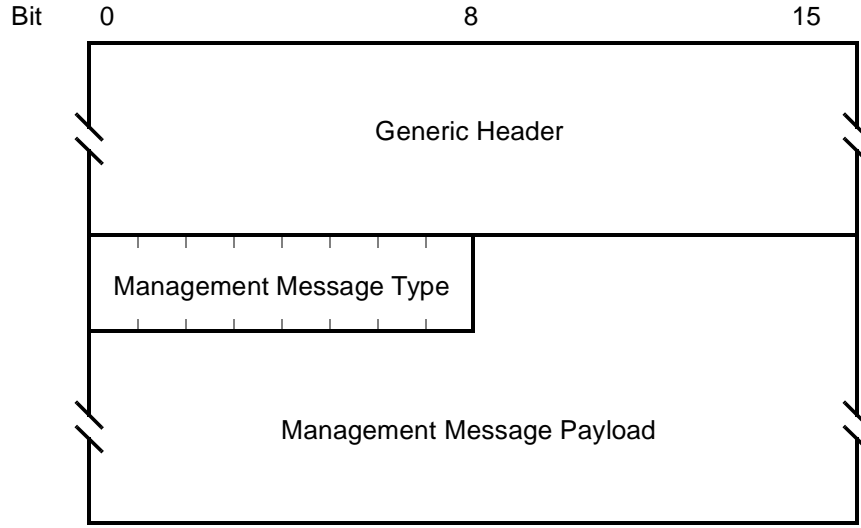 Bit 0 8 15
Generic Header
Management Message Type
Management Message Payload